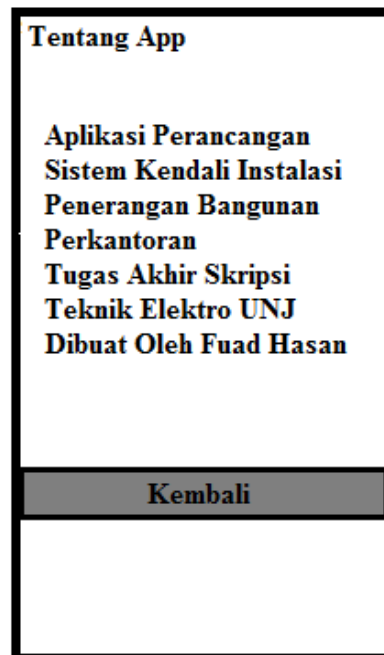 Tentang App
Aplikasi Perancangan
Sistem Kendali Instalasi
Penerangan Bangunan
Perkantoran
Tugas Akhir Skripsi
Teknik Elektro UNJ
Dibuat Oleh Fuad Hasan
Kembali